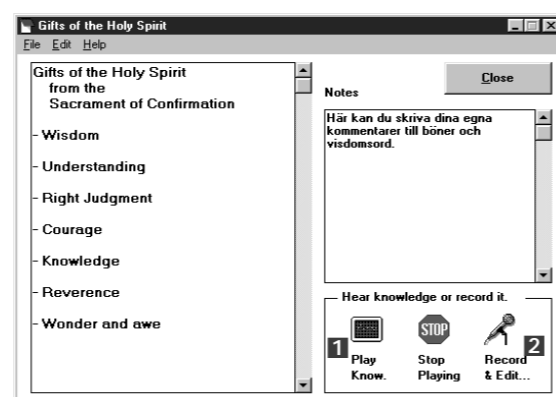 Gifts of the Holy Spirit
File Edit Help
Gifts of the Holy Spirit
from the
Sacrament of Confirmation
- Wisdom
- Understanding
- Right Judgment
- Courage
- Knowledge
- Reverence
- Wonder and awe
Close
Notes
Här kan du skriva dina egna
kommentarer till böner och
visdomsord.
Hear knowledge or record it.
STOP
1
2
Play
Know.
Stop
Playing
Record
& Edit...